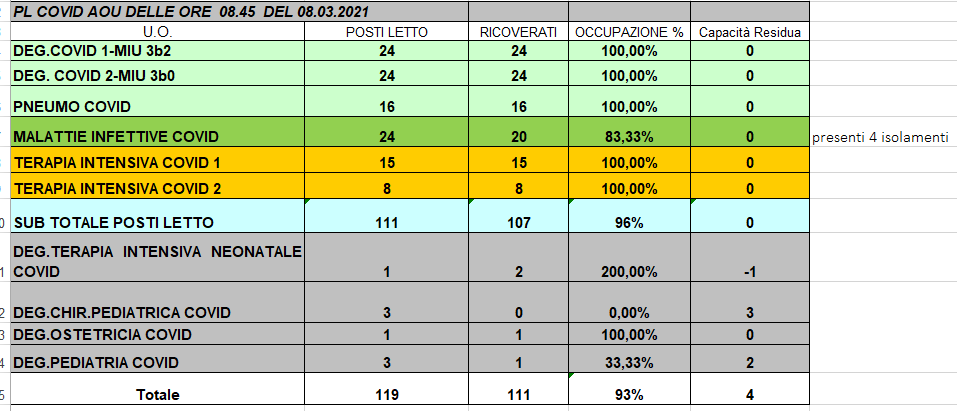 PL COVID AOU DELLE ORE 08.45 DEL 08.03.2021
U.O. POSTI LETTO RICOVERATI OCCUPAZIONE % Capacità Residua
DEG.COVID 1-MIU 3b2 24 24 100,00% 0
DEG. COVID 2-MIU 3b0 24 24 100,00% 0
PNEUMO COVID 16 16 100,00% 0
MALATTIE INFETTIVE COVID 24 20 83,33% 0 presenti 4 isolamenti
TERAPIA INTENSIVA COVID 1 15 15 100,00% 0
TERAPIA INTENSIVA COVID 2 8 8 100,00% 0
SUB TOTALE POSTI LETTO 111 107 96% 0
DEG.TERAPIA INTENSIVA NEONATALE
COVID 1 2 200,00% -1
DEG.CHIR.PEDIATRICA COVID 3 0 0,00% 3
DEG.OSTETRICIA COVID 1 1 100,00% 0
DEG.PEDIATRIA COVID 3 1 33,33% 2
Totale 119 111 93% 4